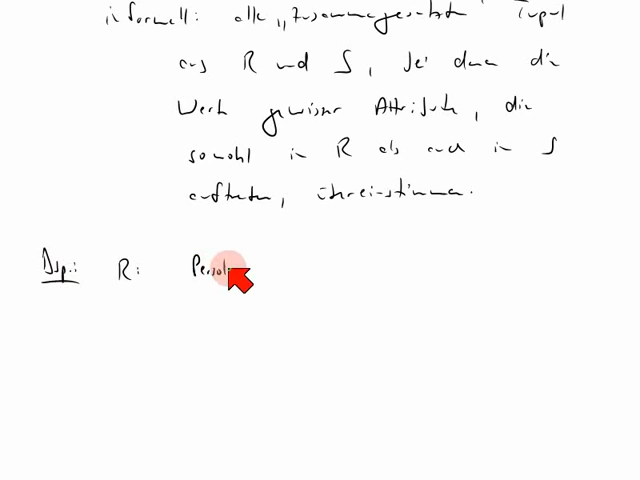 informell: alle „zusammengesetzten“ Tupel
aus R und S, bei denen die
Werte gewisser Attribute, die
sowohl in R als auch in S
auftreten, übereinstimmen.
Bsp.: R: